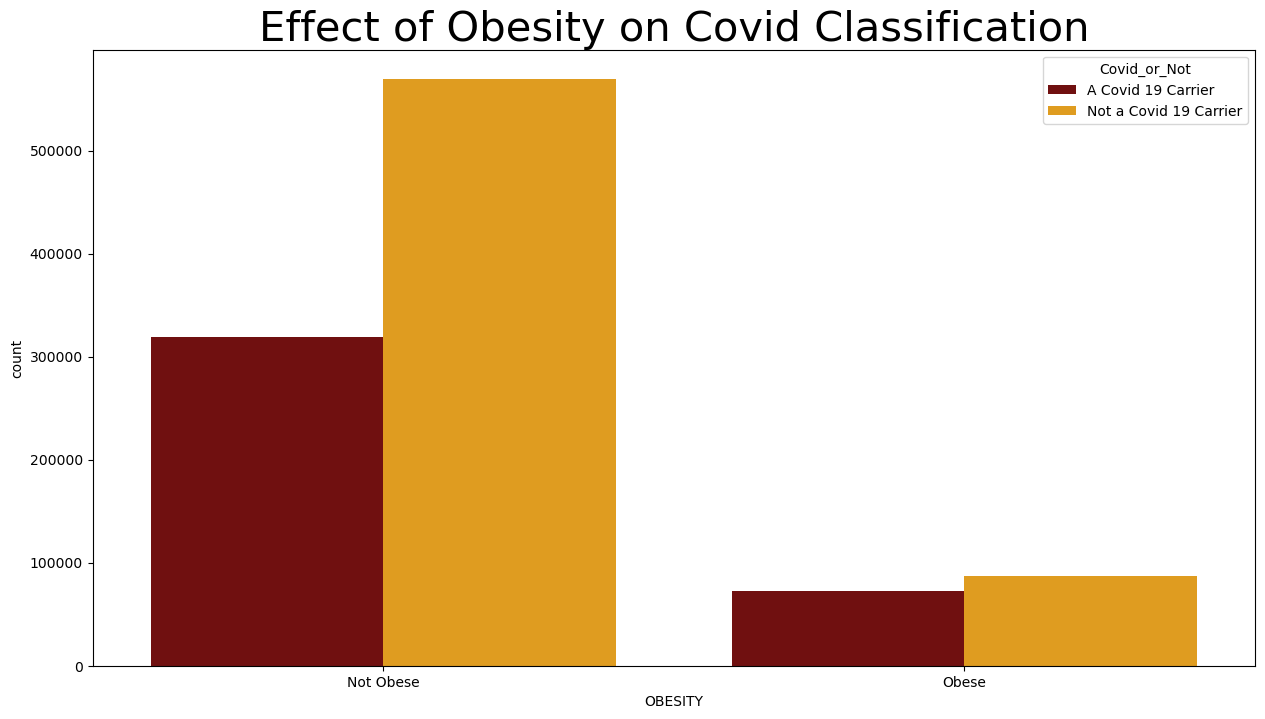 Effect of Obesity on Covid Classification
Covid_or_Not
A Covid 19 Carrier
Not a Covid 19 Carrier
count
500000
400000
300000
200000
100000
0
Not Obese
Obese
OBESITY